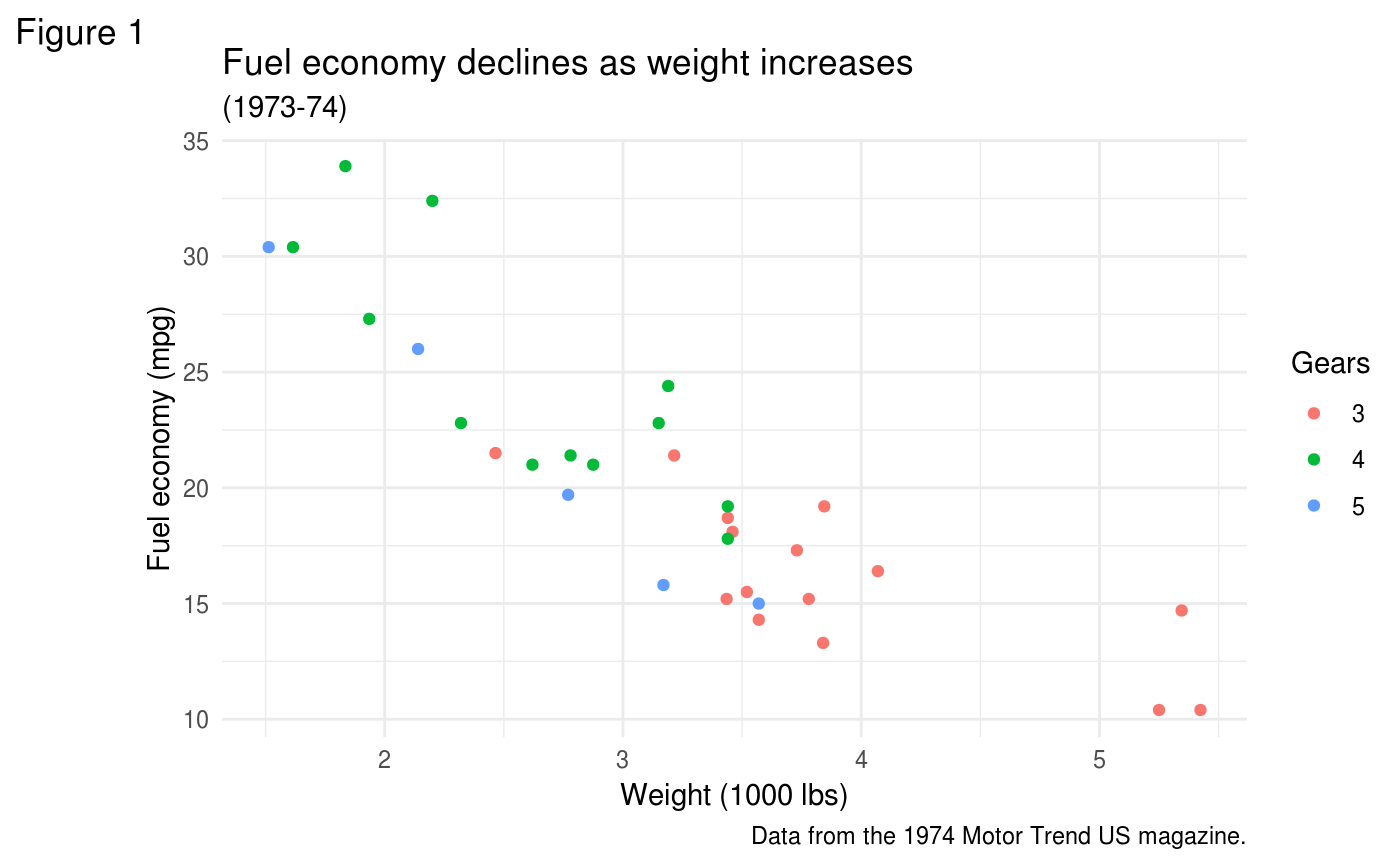 Figure 1
Fuel economy declines as weight increases
(1973-74)
Fuel economy (mpg)
35
30
25
20
15
10
2 3 4 5
Weight (1000 lbs)
Gears
3
4
5
Data from the 1974 Motor Trend US magazine.